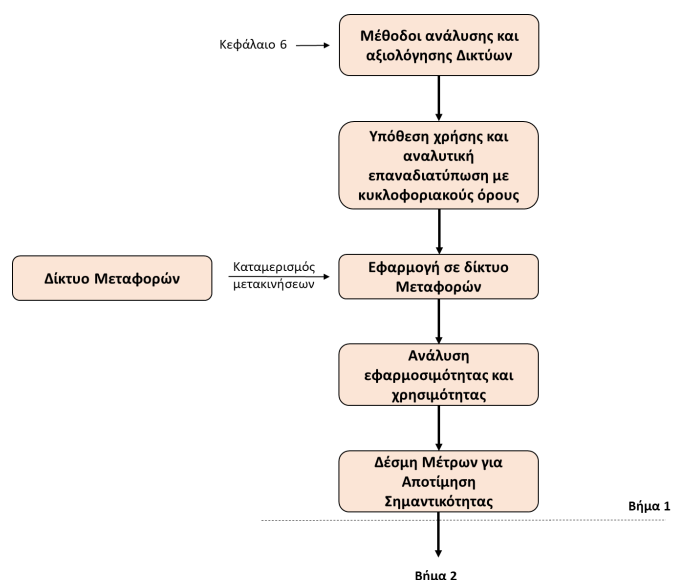 Μέθοδοι ανάλυσης και
αξιολόγησης Δικτύων
Κεφάλαιο 6
Υπόθεση χρήσης και
αναλυτική
επαναδιατύπωση με
κυκλοφοριακούς όρους
Δίκτυο Μεταφορών
Καταμερισμός
μετακινήσεων
Εφαρμογή σε δίκτυο
Μεταφορών
Ανάλυση
εφαρμοσιμότητας και
χρησιμότητας
Δέσμη Μέτρων για
Αποτίμηση
Σημαντικότητας
Βήμα 1
Βήμα 2